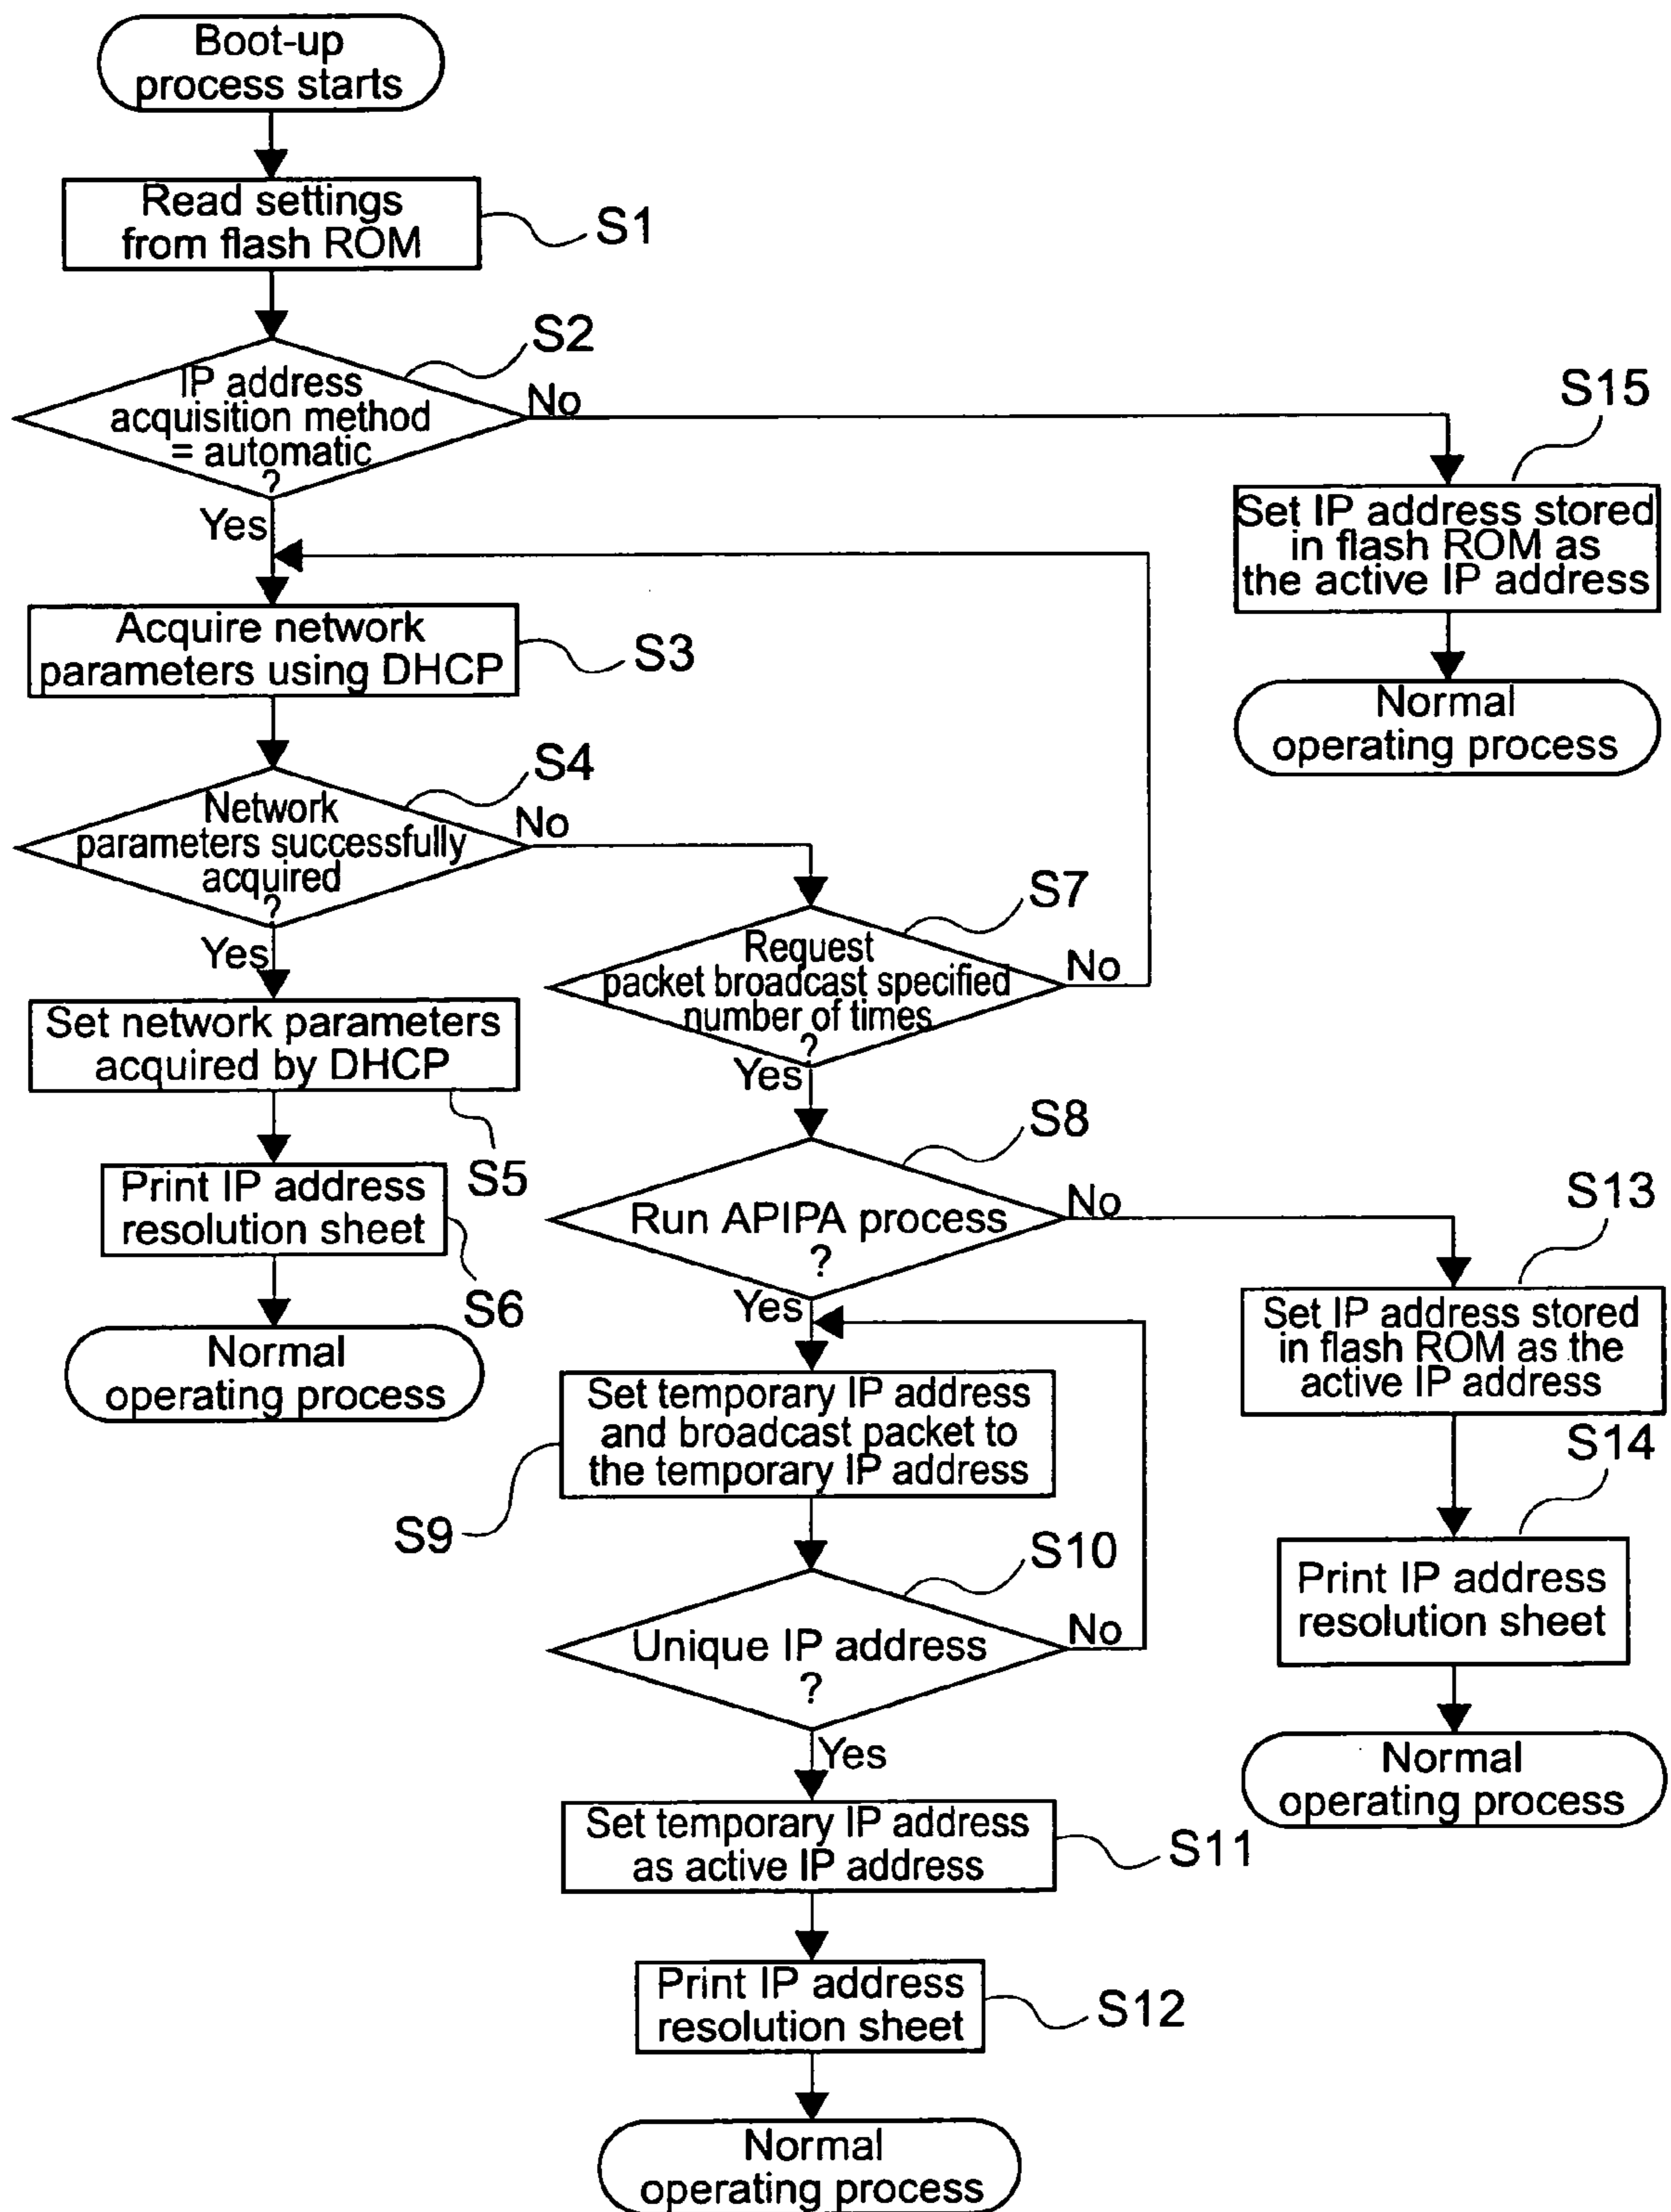 Boot-up
process starts
Read settings
from flash ROM
S1
S2
IP address
acquisition method
= automatic
?
No
Yes
S15
Set IP address stored
in flash ROM as
the active IP address
Normal
operating process
Acquire network
parameters using DHCP
S3
S4
Network
parameters successfully
acquired
?
No
Yes
Set network parameters
acquired by DHCP
S5
Print IP address
resolution sheet
S6
Normal
operating process
S7
Request
packet broadcast specified
number of times
?
No
Yes
S8
Run APIPA process
?
No
Yes
Set temporary IP address
and broadcast packet to
the temporary IP address
S9
S10
Unique IP address
?
No
Yes
Set temporary IP address
as active IP address
S11
Print IP address
resolution sheet
S12
Normal
operating process
S13
Set IP address stored
in flash ROM as the
active IP address
S14
Print IP address
resolution sheet
Normal
operating process